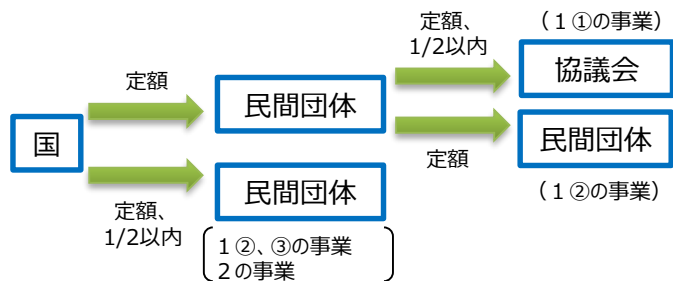 定額、
1/2以内
（１①の事業）
定額
協議会
民間団体
国
民間団体
定額
民間団体
（１②の事業）
定額、
1/2以内
１②、③の事業
２の事業